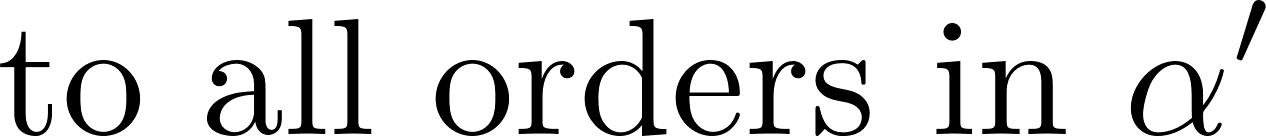 to all orders in α′